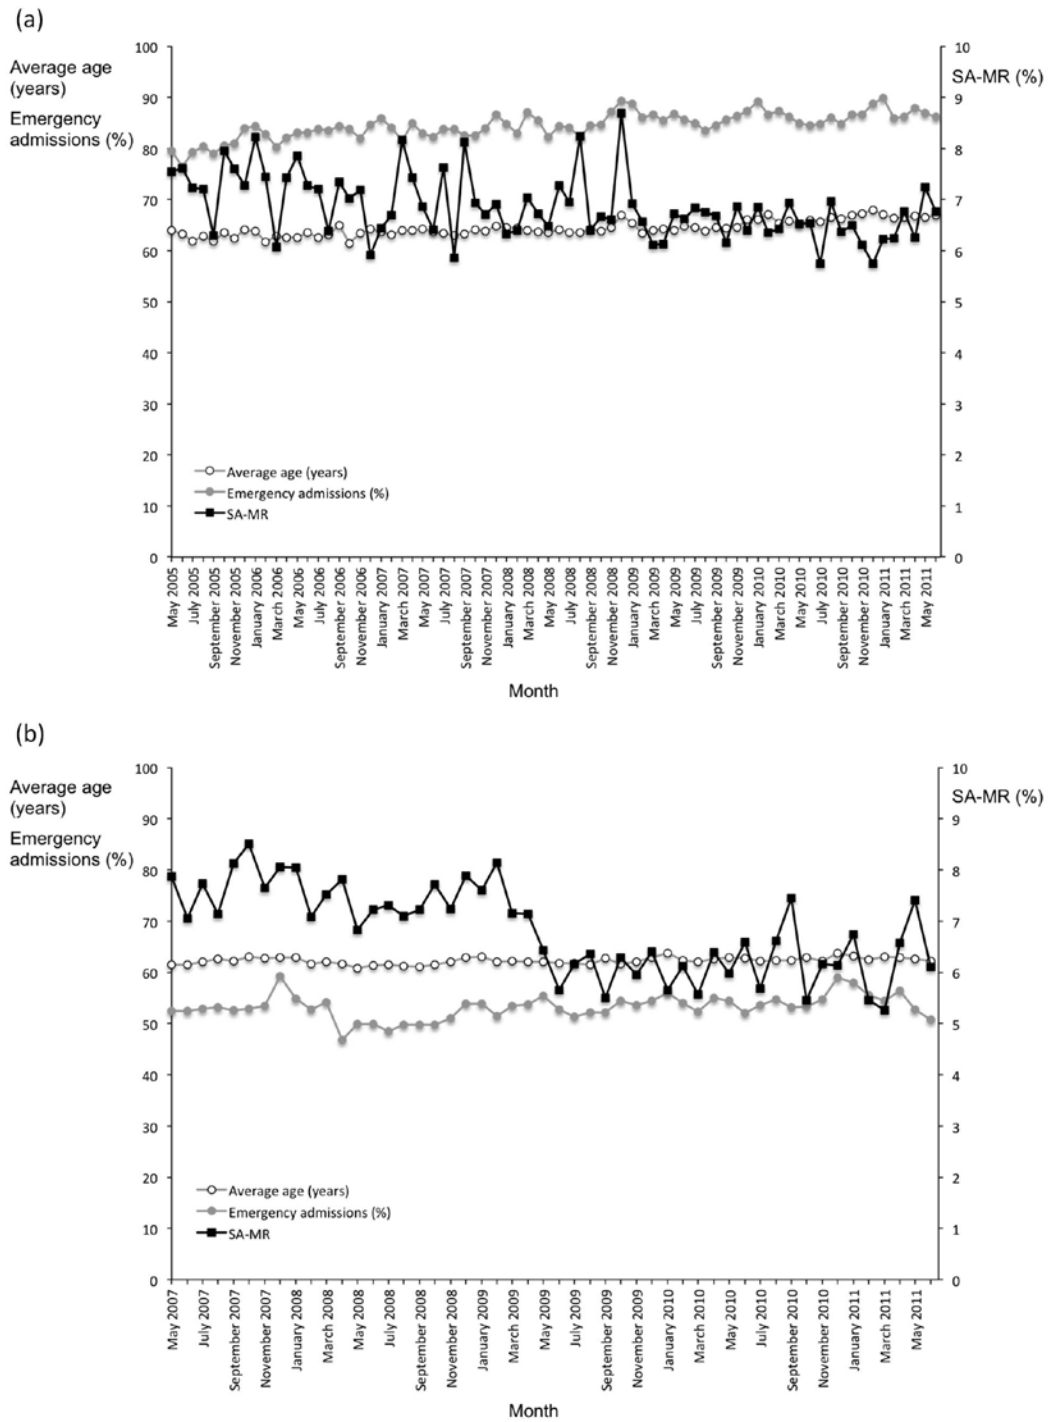 (a)
Average age
(years)
Emergency
admissions (%)
SA-MR (%)
100
90
80
70
60
50
40
30
20
10
0
10
9
8
7
6
5
4
3
2
1
0
Average age (years)
Emergency admissions (%)
SA-MR
May 2005
July 2005
September 2005
November 2005
January 2006
March 2006
May 2006
July 2006
September 2006
November 2006
January 2007
March 2007
May 2007
July 2007
September 2007
November 2007
January 2008
March 2008
May 2008
July 2008
September 2008
November 2008
January 2009
March 2009
May 2009
July 2009
September 2009
November 2009
January 2010
March 2010
May 2010
July 2010
September 2010
November 2010
January 2011
March 2011
May 2011
Month
(b)
Average age
(years)
Emergency
admissions (%)
SA-MR (%)
100
90
80
70
60
50
40
30
20
10
0
10
9
8
7
6
5
4
3
2
1
0
Average age (years)
Emergency admissions (%)
SA-MR
May 2007
July 2007
September 2007
November 2007
January 2008
March 2008
May 2008
July 2008
September 2008
November 2008
January 2009
March 2009
May 2009
July 2009
September 2009
November 2009
January 2010
March 2010
May 2010
July 2010
September 2010
November 2010
January 2011
March 2011
May 2011
Month